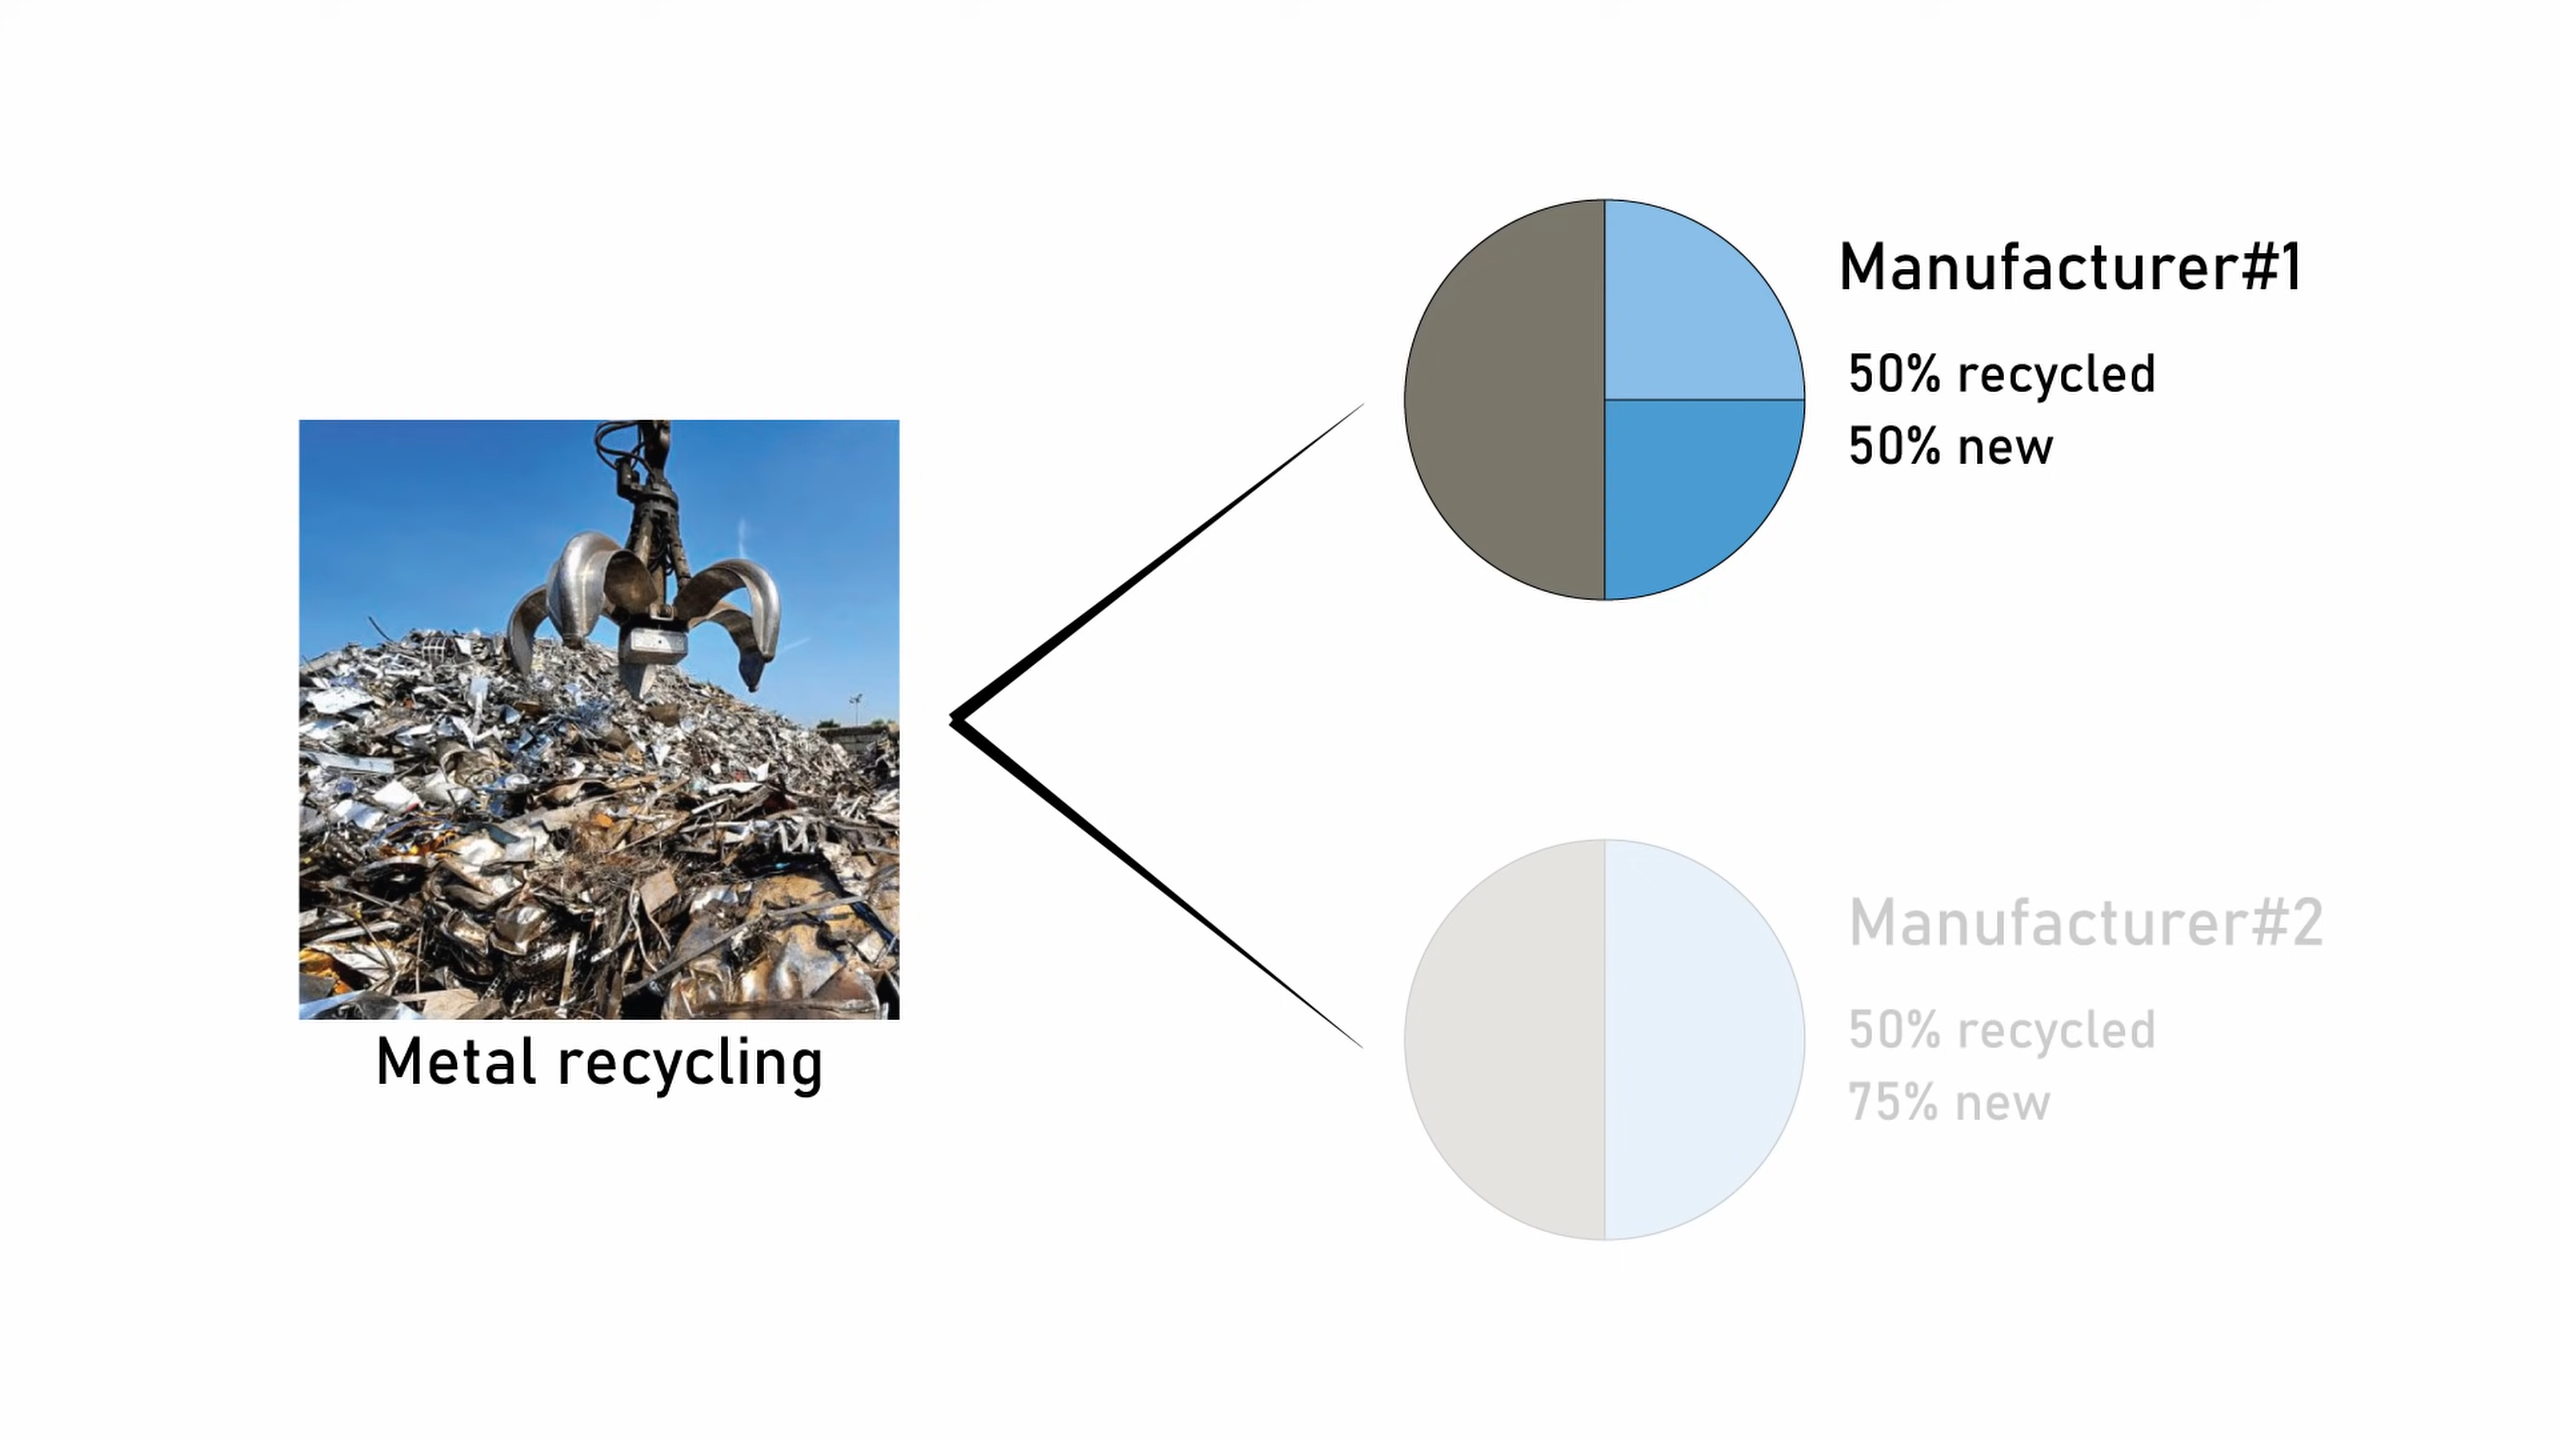 Manufacturer#1
50% recycled
50% new
Metal recycling
Manufacturer#2
50% recycled
75% new